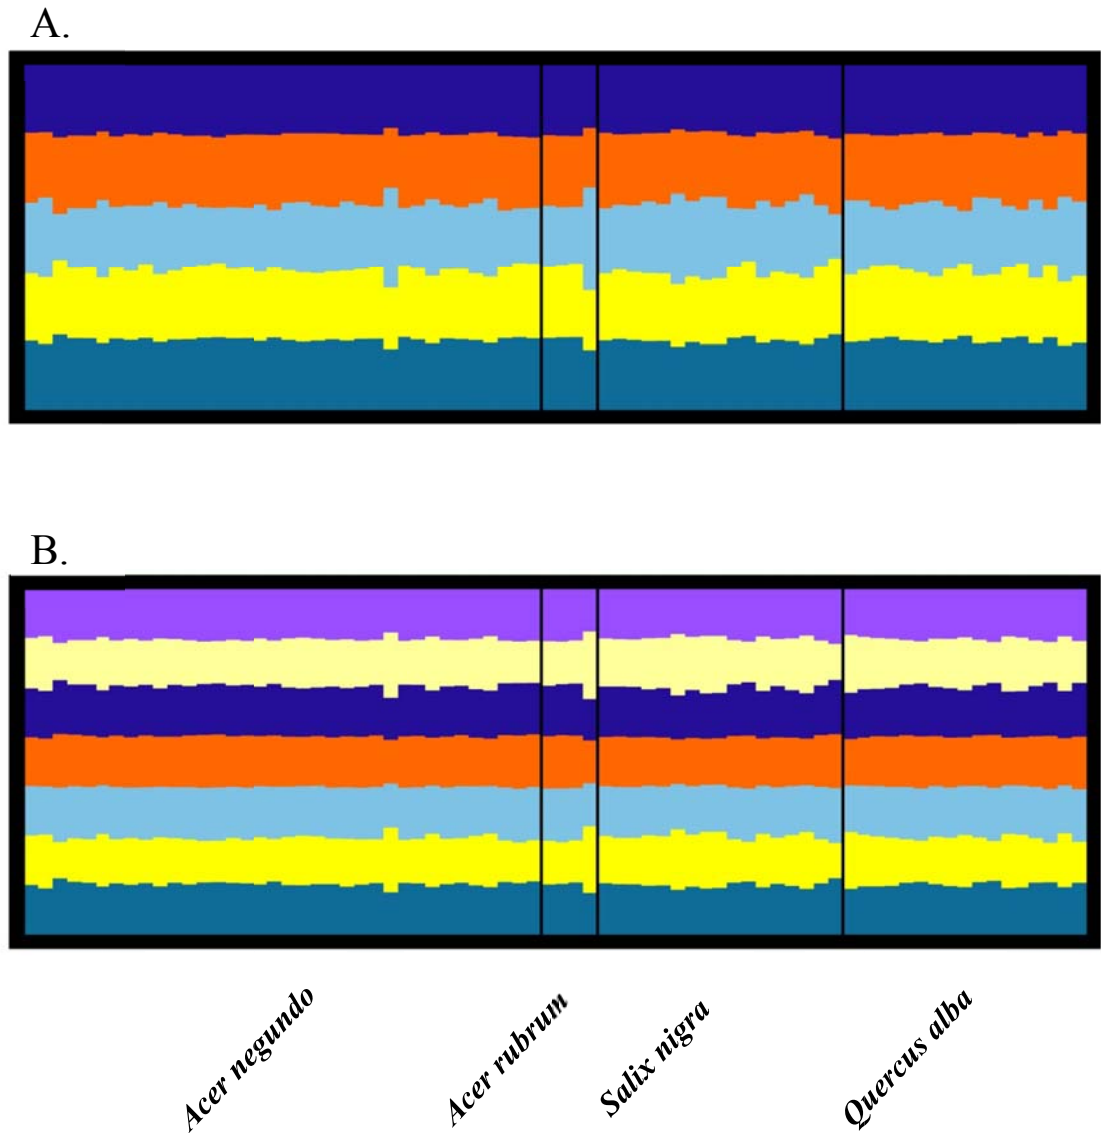 A.
B.
Acer negundo
Acer rubrum
Salix nigra
Quercus alba